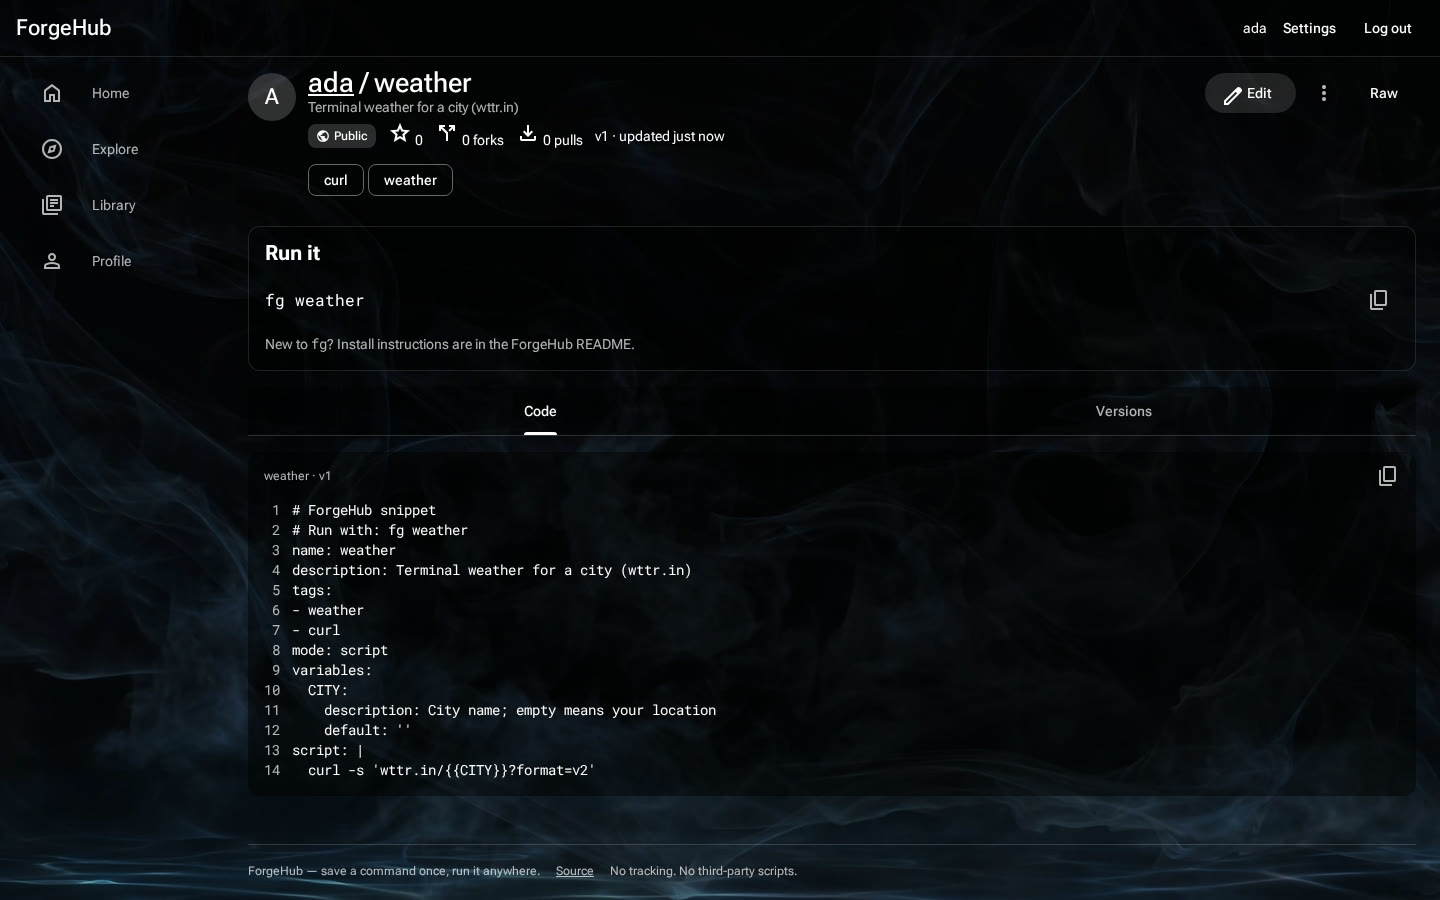 ForgeHub
ada Settings Log out
Home
Explore
Library
Profile
A
ada / weather
Terminal weather for a city (wttr.in)
Public 0 0 forks 0 pulls v1 · updated just now
curl weather
Edit Raw
Run it
fg weather
New to fg? Install instructions are in the ForgeHub README.
Code Versions
weather · v1
1 # ForgeHub snippet
2 # Run with: fg weather
3 name: weather
4 description: Terminal weather for a city (wttr.in)
5 tags:
6 - weather
7 - curl
8 mode: script
9 variables:
10   CITY:
11     description: City name; empty means your location
12     default: ''
13 script: |
14   curl -s 'wttr.in/{{CITY}}?format=v2'
ForgeHub — save a command once, run it anywhere. Source No tracking. No third-party scripts.